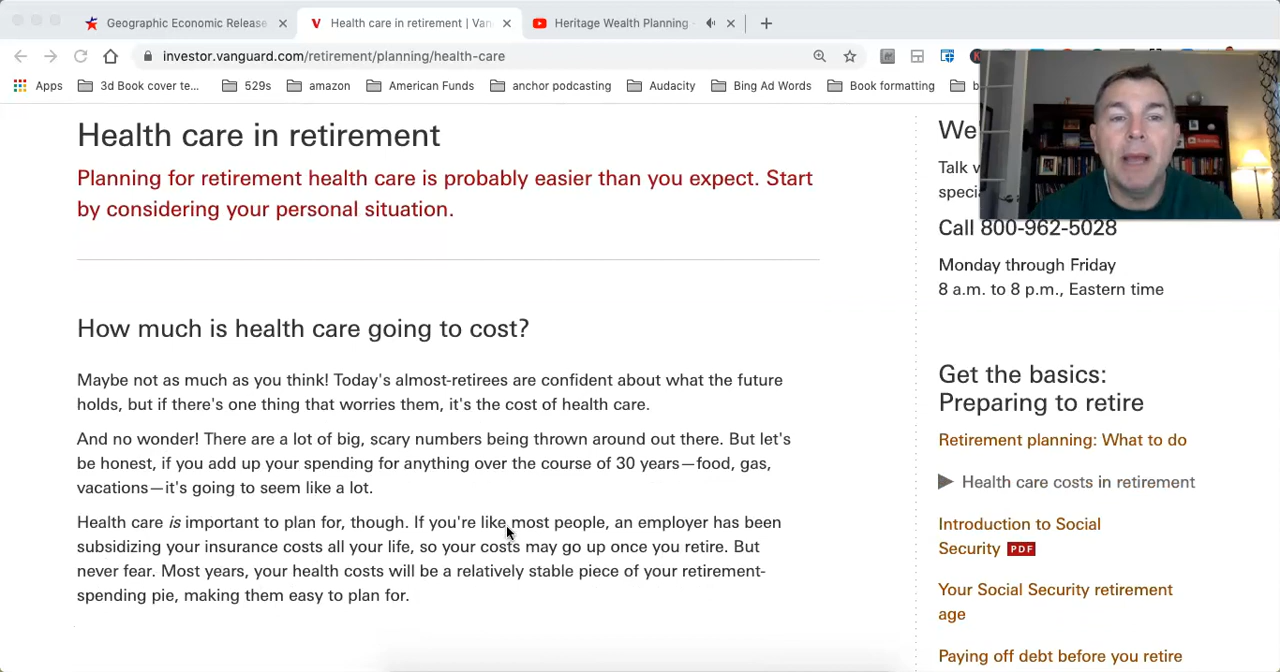 Geographic Economic Release
Health care in retirement | Van
Heritage Wealth Planning
investor.vanguard.com/retirement/planning/health-care
Apps
3d Book cover te...
529s
amazon
American Funds
anchor podcasting
Audacity
Bing Ad Words
Book formatting
b
Health care in retirement
Planning for retirement health care is probably easier than you expect. Start
by considering your personal situation.
How much is health care going to cost?
Maybe not as much as you think! Today's almost-retirees are confident about what the future
holds, but if there's one thing that worries them, it's the cost of health care.
And no wonder! There are a lot of big, scary numbers being thrown around out there. But let's
be honest, if you add up your spending for anything over the course of 30 years—food, gas,
vacations—it's going to seem like a lot.
Health care is important to plan for, though. If you're like most people, an employer has been
subsidizing your insurance costs all your life, so your costs may go up once you retire. But
never fear. Most years, your health costs will be a relatively stable piece of your retirement-
spending pie, making them easy to plan for.
We
Talk
speci
Call 800-962-5028
Monday through Friday
8 a.m. to 8 p.m., Eastern time
Get the basics:
Preparing to retire
Retirement planning: What to do
Health care costs in retirement
Introduction to Social
Security PDF
Your Social Security retirement
age
Paying off debt before you retire